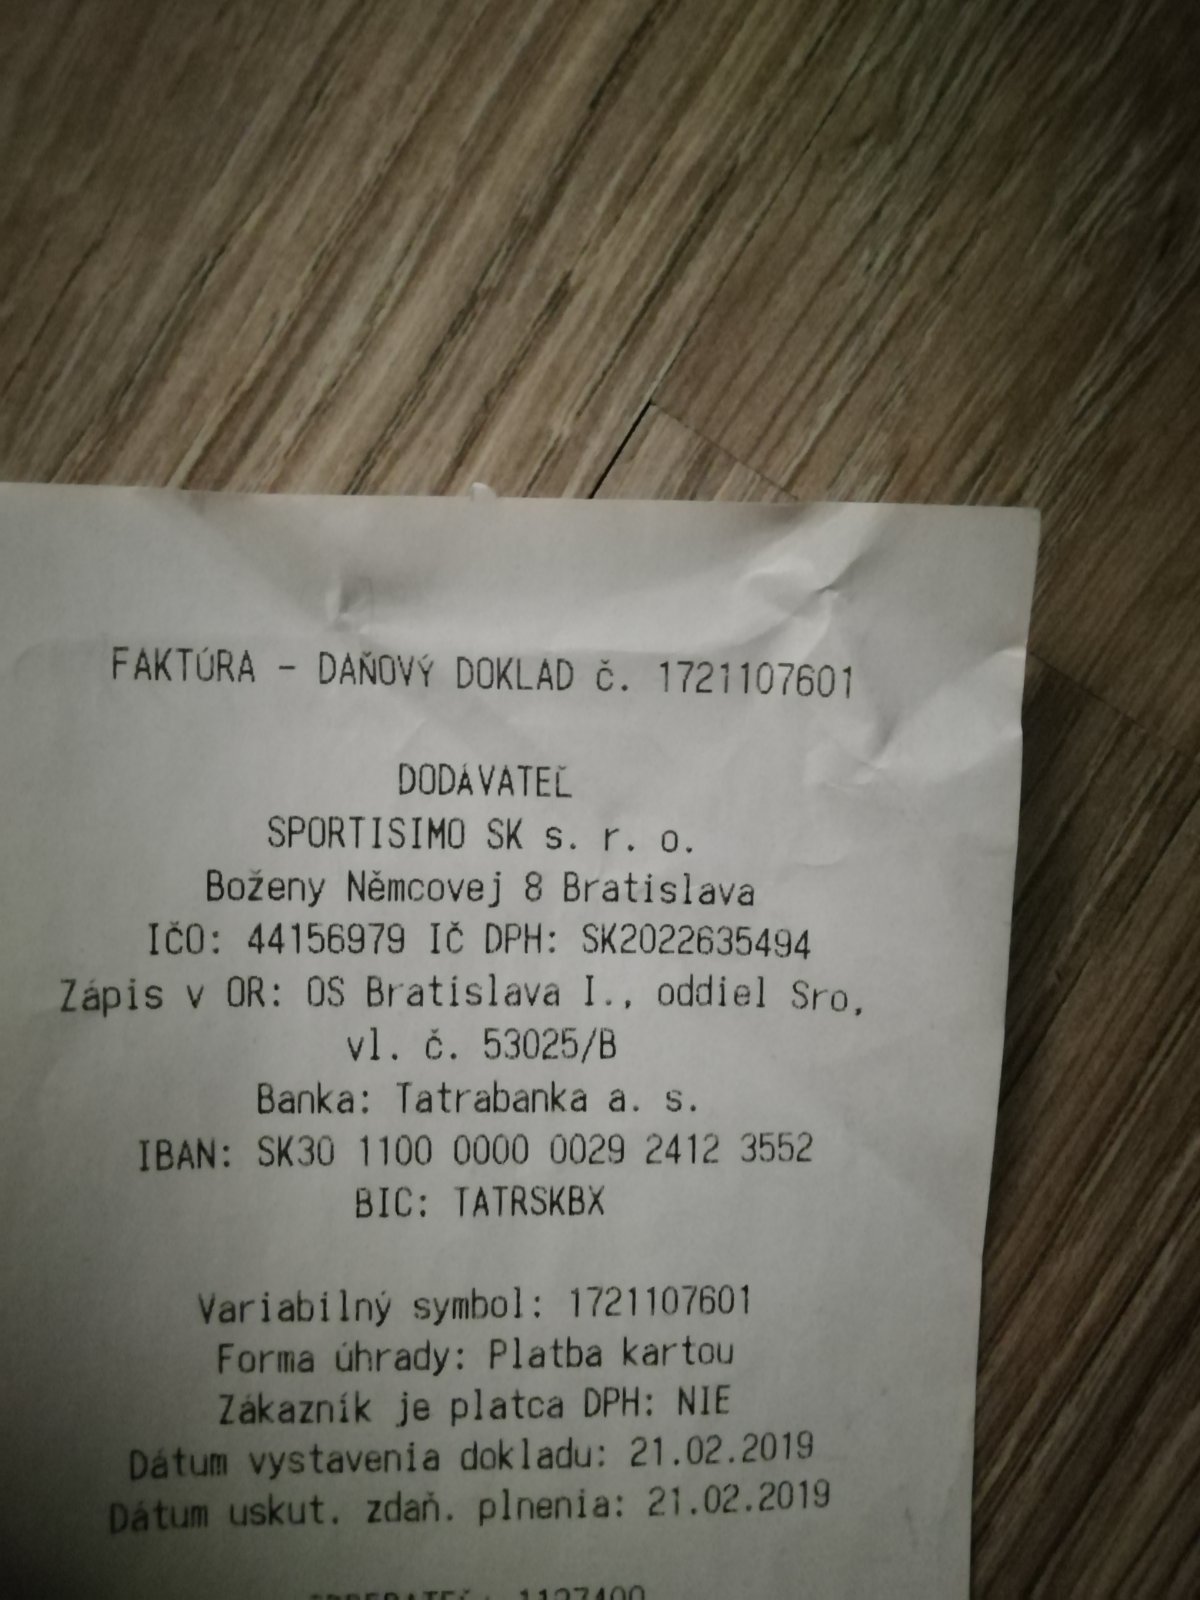 FAKTÚRA - DAŇOVÝ DOKLAD č. 1721107601
DODÁVATEĽ
SPORTISIMO SK s. r. o.
Boženy Němcovej 8 Bratislava
IČO: 44156979 IČ DPH: SK2022635494
Zápis v OR: OS Bratislava I., oddiel Sro,
vl. č. 53025/B
Banka: Tatrabanka a. s.
IBAN: SK30 1100 0000 0029 2412 3552
BIC: TATRSKBX
Variabilný symbol: 1721107601
Forma úhrady: Platba kartou
Zákazník je platca DPH: NIE
Dátum vystavenia dokladu: 21.02.2019
Dátum uskut. zdaň. plnenia: 21.02.2019